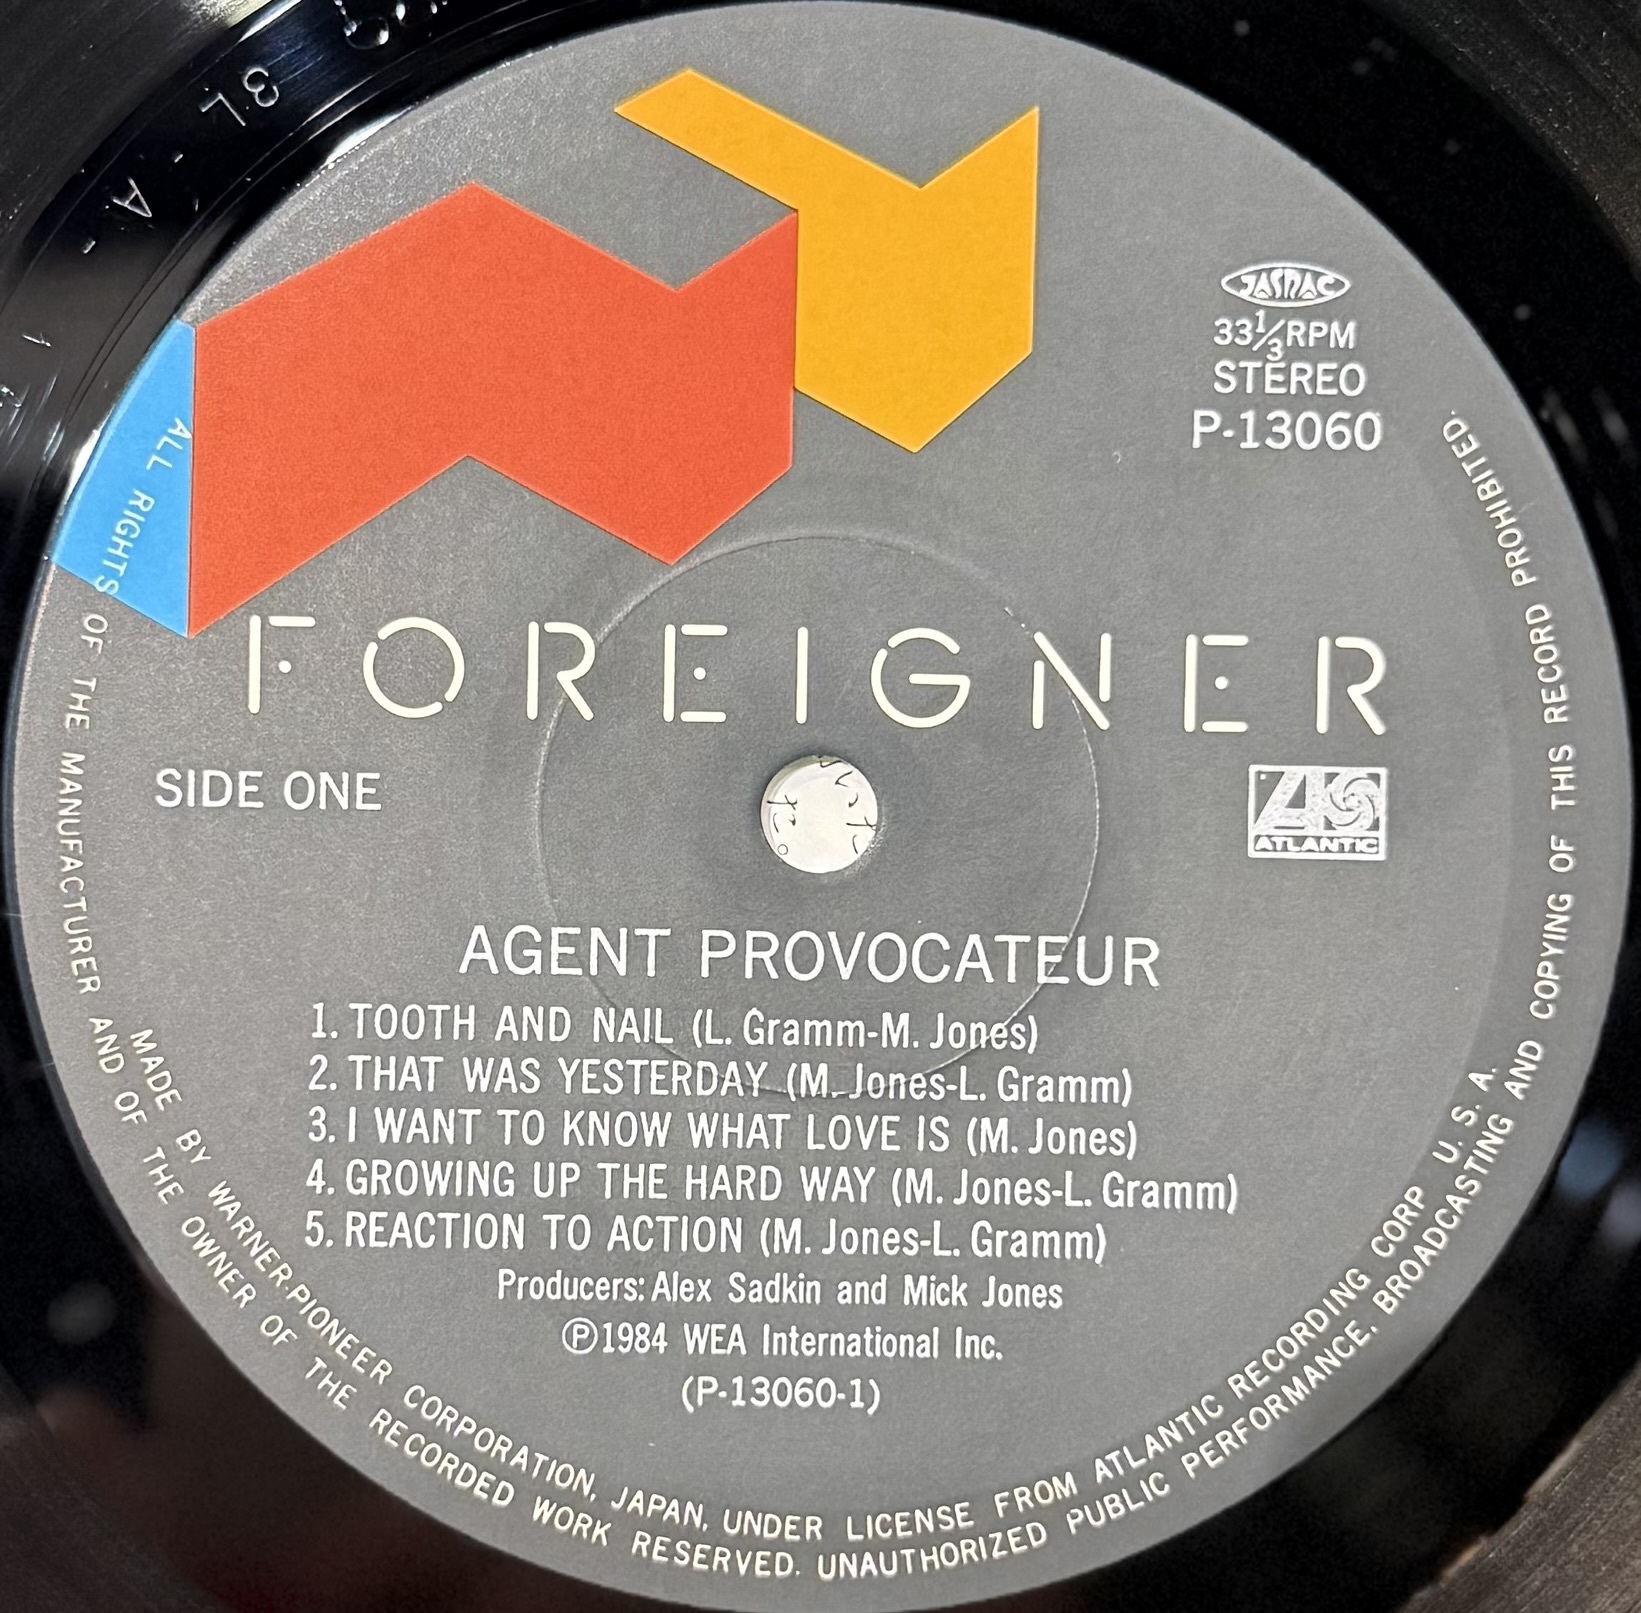 JASRAC
33⅓RPM
STEREO
P-13060
FOREIGNER
SIDE ONE
ATLANTIC
AGENT PROVOCATEUR
1. TOOTH AND NAIL (L. Gramm-M. Jones)
2. THAT WAS YESTERDAY (M. Jones-L. Gramm)
3. I WANT TO KNOW WHAT LOVE IS (M. Jones)
4. GROWING UP THE HARD WAY (M. Jones-L. Gramm)
5. REACTION TO ACTION (M. Jones-L. Gramm)
Producers: Alex Sadkin and Mick Jones
Ⓟ1984 WEA International Inc.
(P-13060-1)
MADE BY WARNER-PIONEER CORPORATION, JAPAN, UNDER LICENSE FROM ATLANTIC RECORDING CORP U. S. A.
ALL RIGHTS OF THE MANUFACTURER AND OF THE OWNER OF THE RECORDED WORK RESERVED. UNAUTHORIZED PUBLIC PERFORMANCE, BROADCASTING AND COPYING OF THIS RECORD PROHIBITED.